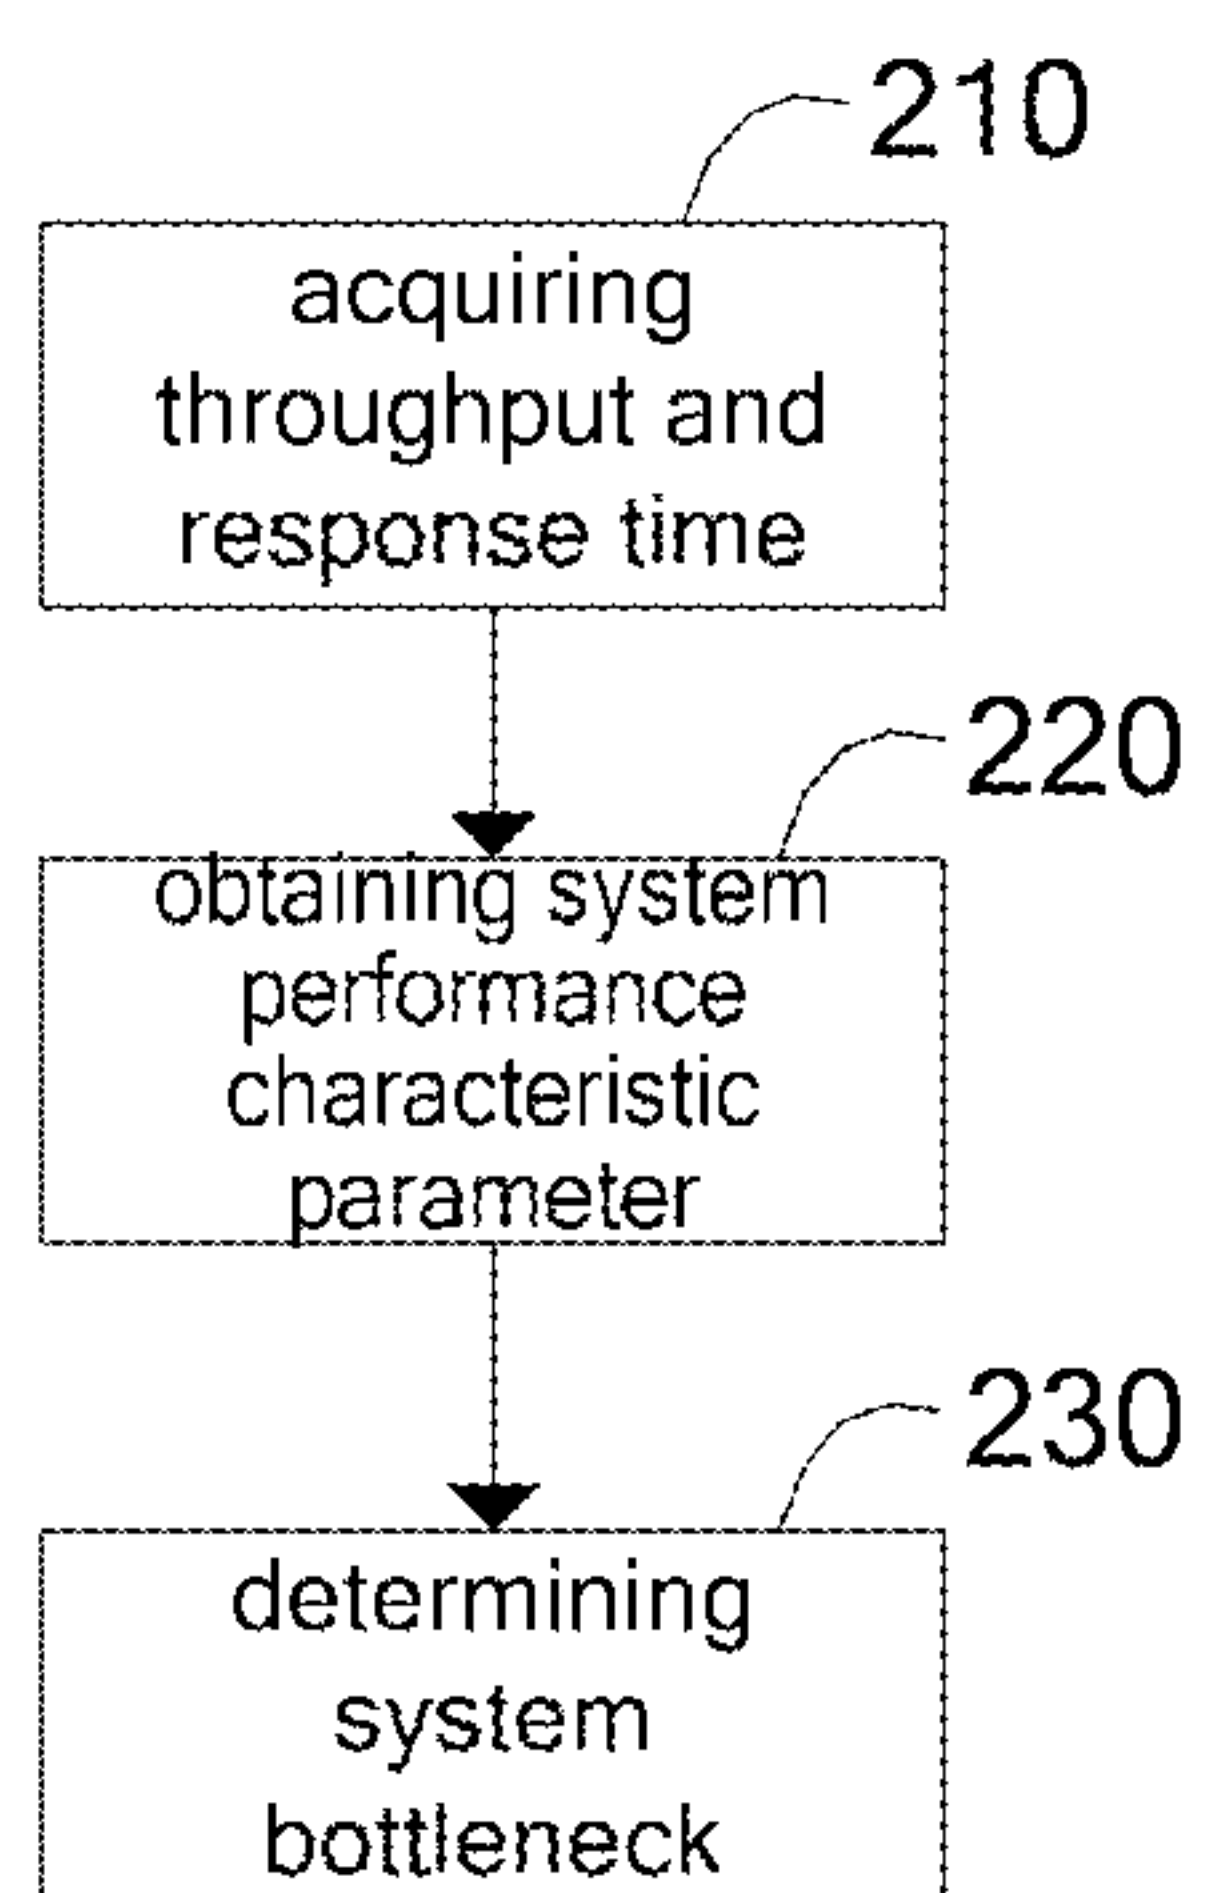 210
acquiring
throughput and
response time
220
obtaining system
performance
characteristic
parameter
230
determining
system
bottleneck